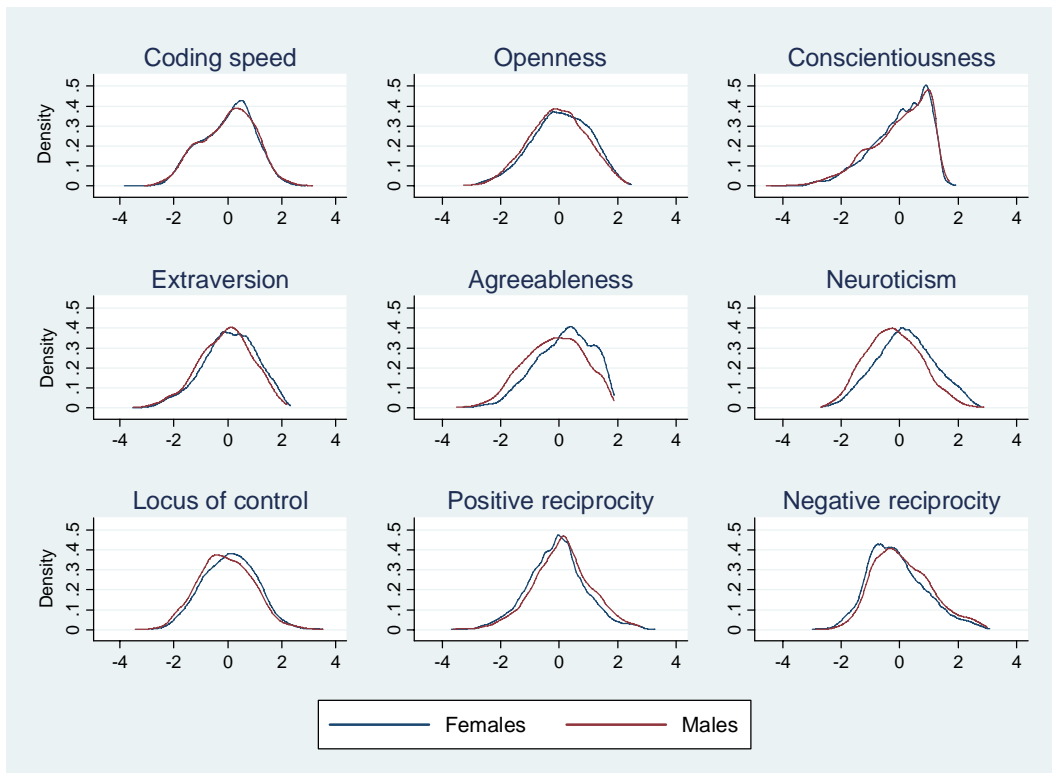 Coding speed Openness Conscientiousness
Density
0 .1 .2 .3 .4 .5 0 .1 .2 .3 .4 .5 0 .1 .2 .3 .4 .5
-4 -2 0 2 4 -4 -2 0 2 4 -4 -2 0 2 4
Extraversion Agreeableness Neuroticism
Density
0 .1 .2 .3 .4 .5 0 .1 .2 .3 .4 .5 0 .1 .2 .3 .4 .5
-4 -2 0 2 4 -4 -2 0 2 4 -4 -2 0 2 4
Locus of control Positive reciprocity Negative reciprocity
Density
0 .1 .2 .3 .4 .5 0 .1 .2 .3 .4 .5 0 .1 .2 .3 .4 .5
-4 -2 0 2 4 -4 -2 0 2 4 -4 -2 0 2 4
Females Males